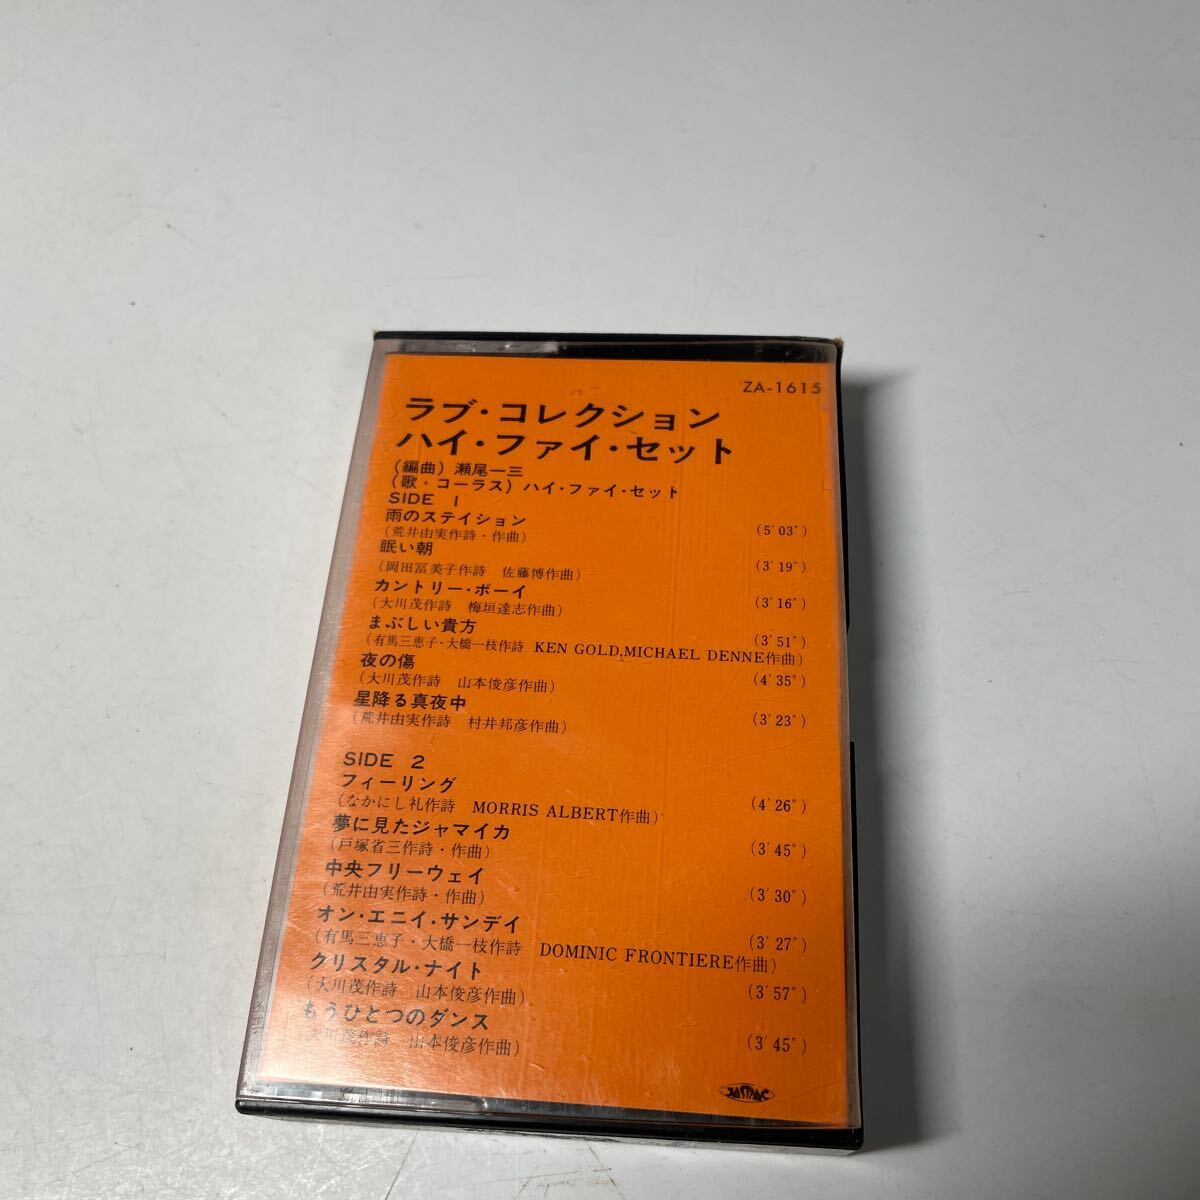 ZA-1615
ラブ・コレクション
ハイ・ファイ・セット
(編曲) 瀬尾一三
(歌・コーラス) ハイ・ファイ・セット
SIDE 1
雨のステイション (5'03")
(荒井由実作詩・作曲)
眠い朝 (3'19")
(岡田冨美子作詩 佐藤博作曲)
カントリー・ボーイ (3'16")
(大川茂作詩 梅垣達志作曲)
まぶしい貴方 (3'51")
(有馬三恵子・大橋一枝作詩 KEN GOLD,MICHAEL DENNE作曲)
夜の傷 (4'35")
(大川茂作詩 山本俊彦作曲)
星降る真夜中 (3'23")
(荒井由実作詩 村井邦彦作曲)
SIDE 2
フィーリング (4'26")
(なかにし礼作詩 MORRIS ALBERT作曲)
夢に見たジャマイカ (3'45")
(戸塚省三作詩・作曲)
中央フリーウェイ (3'30")
(荒井由実作詩・作曲)
オン・エニイ・サンデイ (3'27")
(有馬三恵子・大橋一枝作詩 DOMINIC FRONTIERE作曲)
クリスタル・ナイト (3'57")
(大川茂作詩 山本俊彦作曲)
もうひとつのダンス (3'45")
(大川茂作詩 山本俊彦作曲)
JASRAC